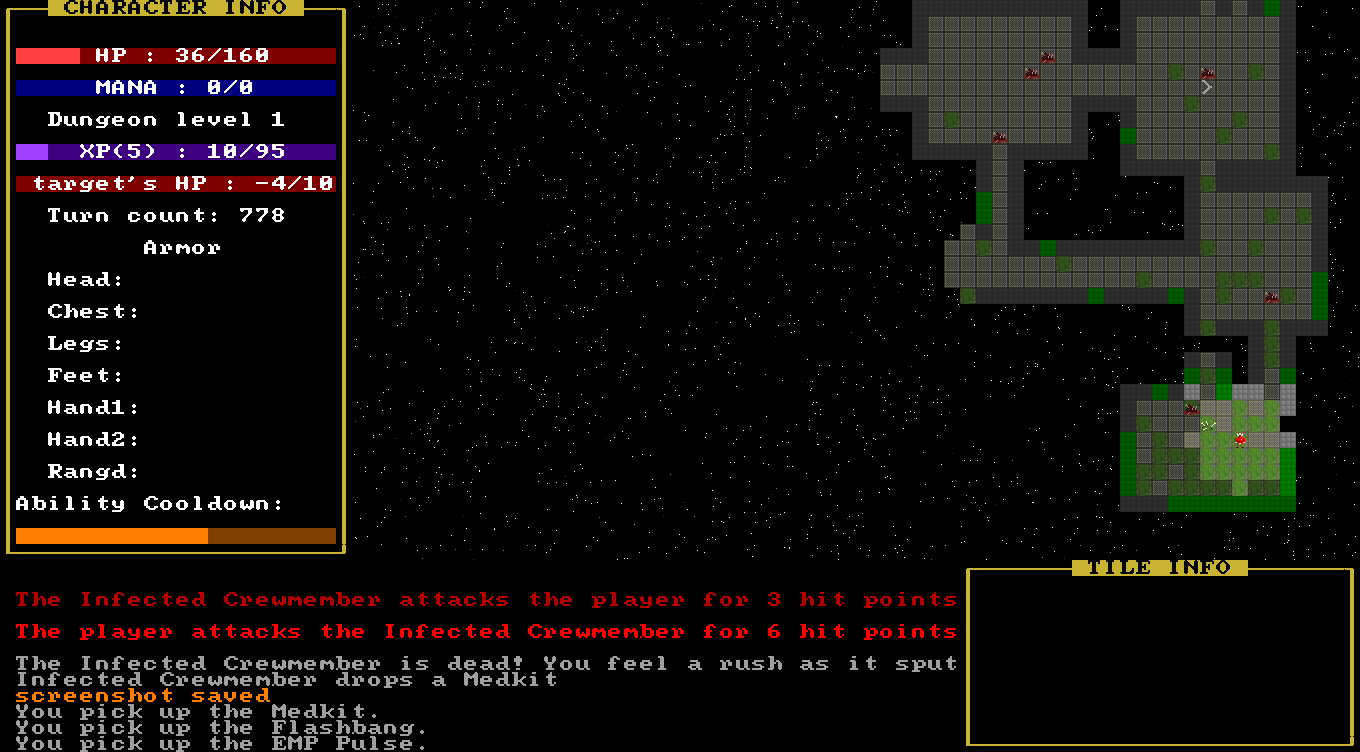 CHARACTER INFO
HP : 36/160
MANA : 0/0
Dungeon level 1
XP(5) : 10/95
target's HP : -4/10
Turn count: 778
Armor
Head:
Chest:
Legs:
Feet:
Hand1:
Hand2:
Rangd:
Ability Cooldown:
TILE INFO
The Infected Crewmember attacks the player for 3 hit points
The player attacks the Infected Crewmember for 6 hit points
The Infected Crewmember is dead! You feel a rush as it sput
Infected Crewmember drops a Medkit
screenshot saved
You pick up the Medkit.
You pick up the Flashbang.
You pick up the EMP Pulse.